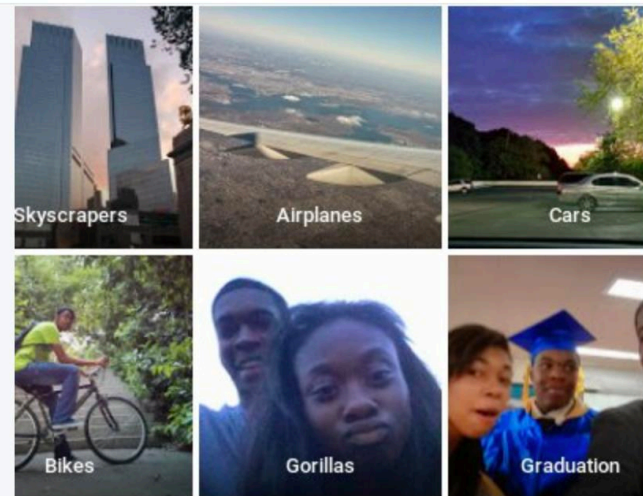 Skyscrapers
Airplanes
Cars
Bikes
Gorillas
Graduation